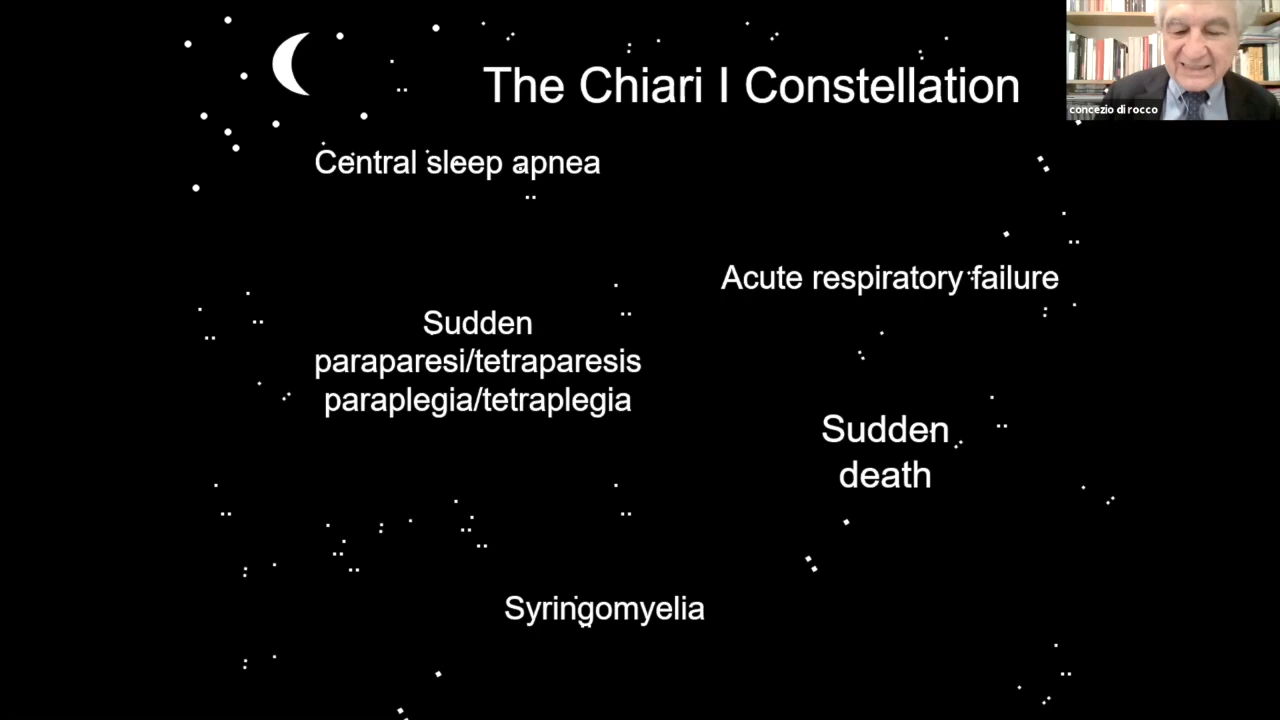 The Chiari I Constellation
concezio di rocco
Central sleep apnea
Acute respiratory failure
Sudden
paraparesi/tetraparesis
paraplegia/tetraplegia
Sudden
death
Syringomyelia